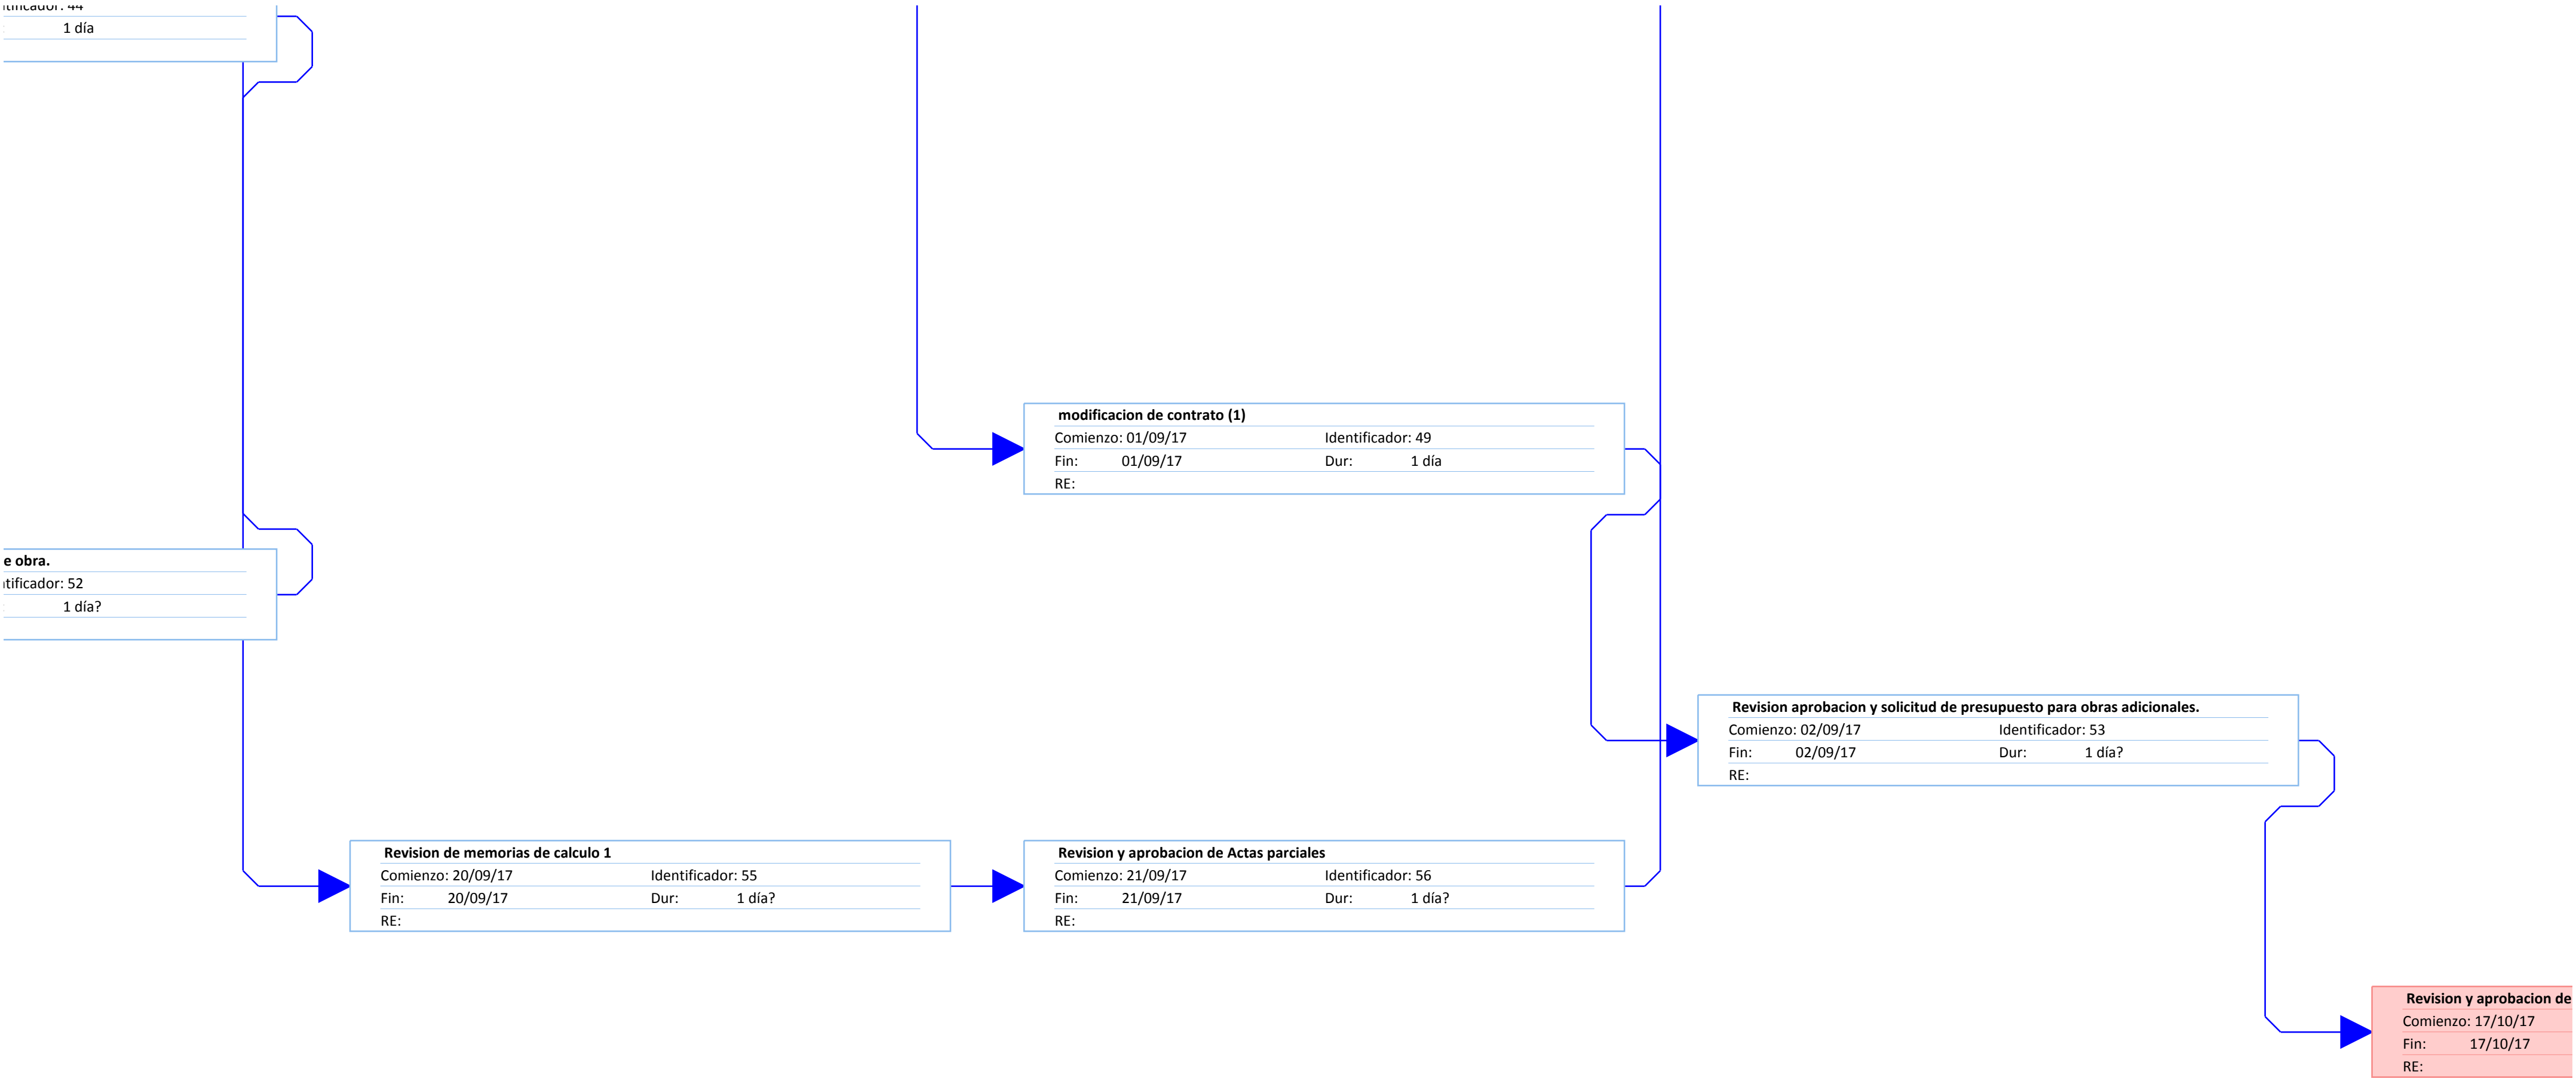 44
1 día
modificacion de contrato (1)
Comienzo: 01/09/17 Identificador: 49
Fin: 01/09/17 Dur: 1 día
RE:
e obra.
tificador: 52
1 día?
Revision aprobacion y solicitud de presupuesto para obras adicionales.
Comienzo: 02/09/17 Identificador: 53
Fin: 02/09/17 Dur: 1 día?
RE:
Revision de memorias de calculo 1
Comienzo: 20/09/17 Identificador: 55
Fin: 20/09/17 Dur: 1 día?
RE:
Revision y aprobacion de Actas parciales
Comienzo: 21/09/17 Identificador: 56
Fin: 21/09/17 Dur: 1 día?
RE:
Revision y aprobacion de
Comienzo: 17/10/17
Fin: 17/10/17
RE: